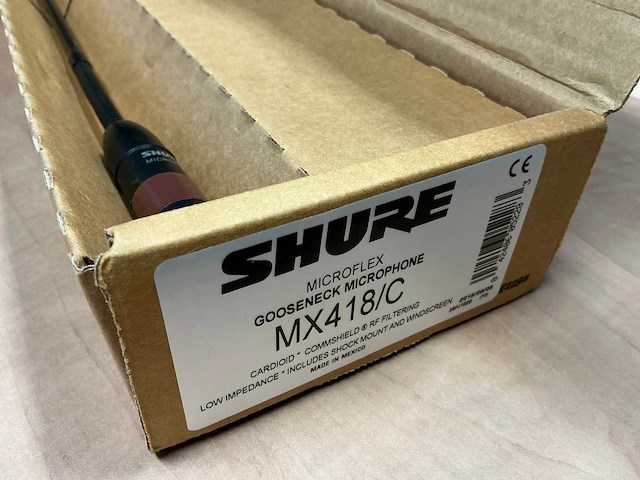 SHURE
SHURE
MICROFLEX
GOOSENECK MICROPHONE
MX418/C
CARDIOID * COMMSHIELD ® RF FILTERING
LOW IMPEDANCE * INCLUDES SHOCK MOUNT AND WINDSCREEN
MADE IN MEXICO
CE